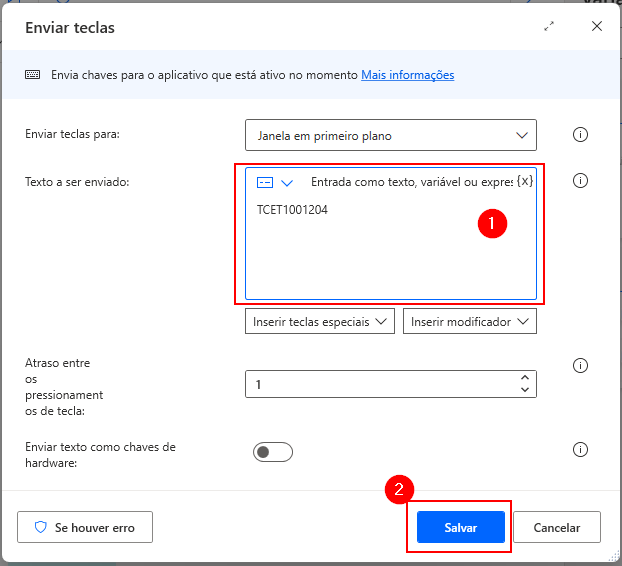 Enviar teclas
Envia chaves para o aplicativo que está ativo no momento Mais informações
Enviar teclas para:
Janela em primeiro plano
Texto a ser enviado:
Entrada como texto, variável ou expres {x}
TCET1001204
1
Inserir teclas especiais
Inserir modificador
Atraso entre
os
pressionament
os de tecla:
1
Enviar texto como chaves de
hardware:
2
Se houver erro
Salvar
Cancelar